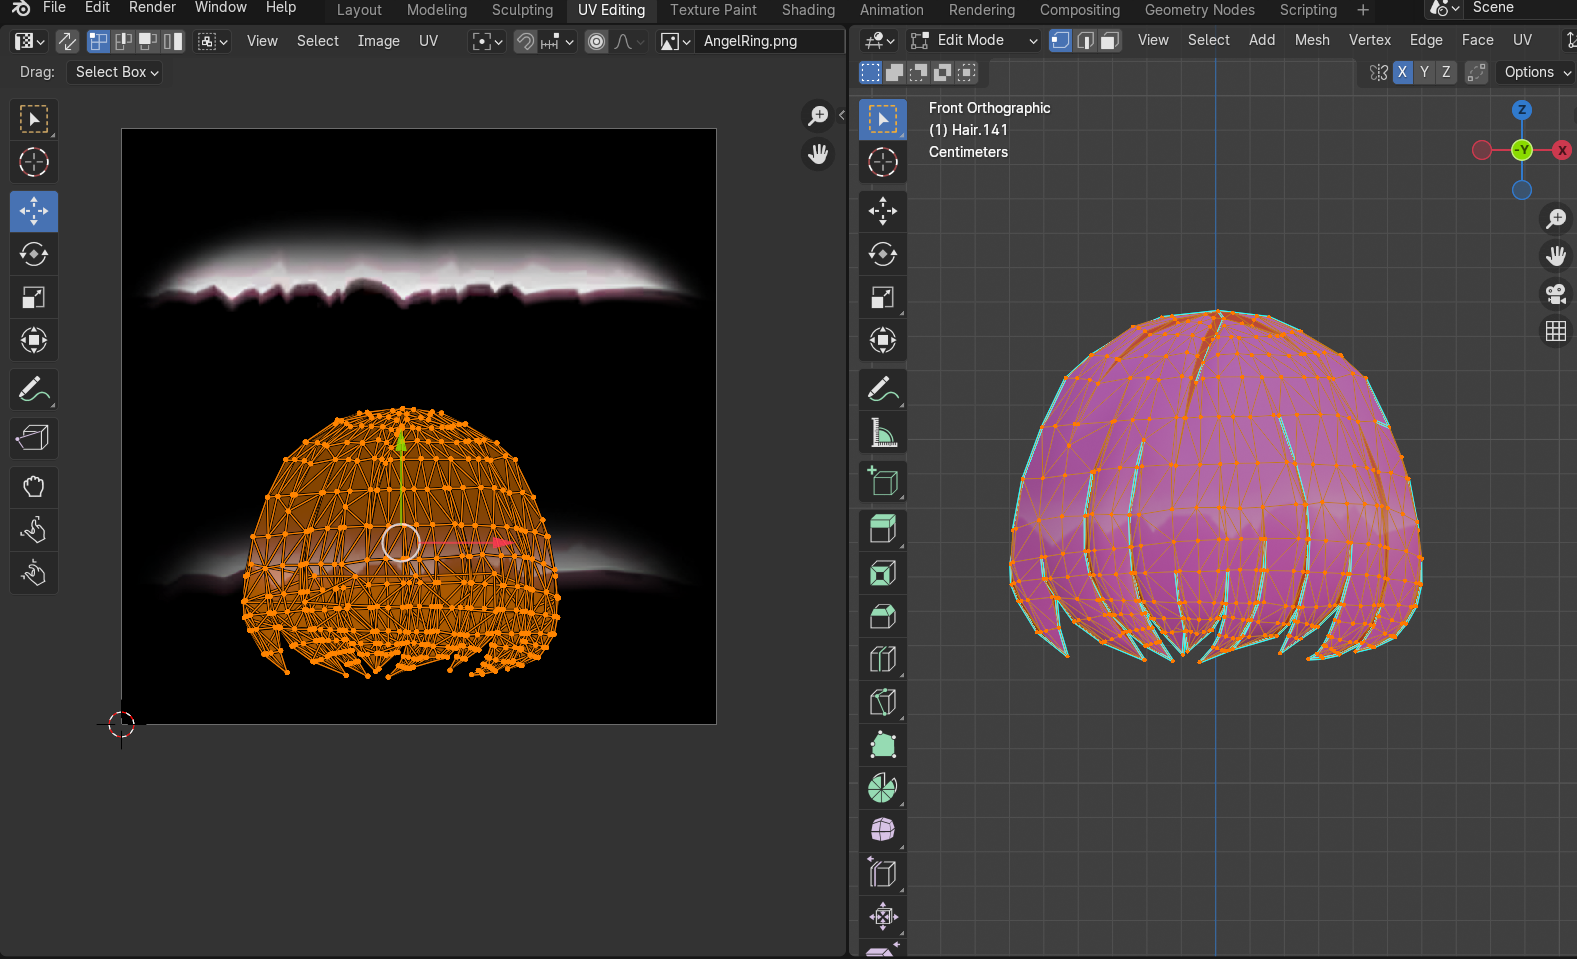 File Edit Render Window Help Layout Modeling Sculpting UV Editing Texture Paint Shading Animation Rendering Compositing Geometry Nodes Scripting + Scene
View Select Image UV AngelRing.png
Drag: Select Box
Edit Mode View Select Add Mesh Vertex Edge Face UV
X Y Z Options
Front Orthographic
(1) Hair.141
Centimeters
Z
-Y
X